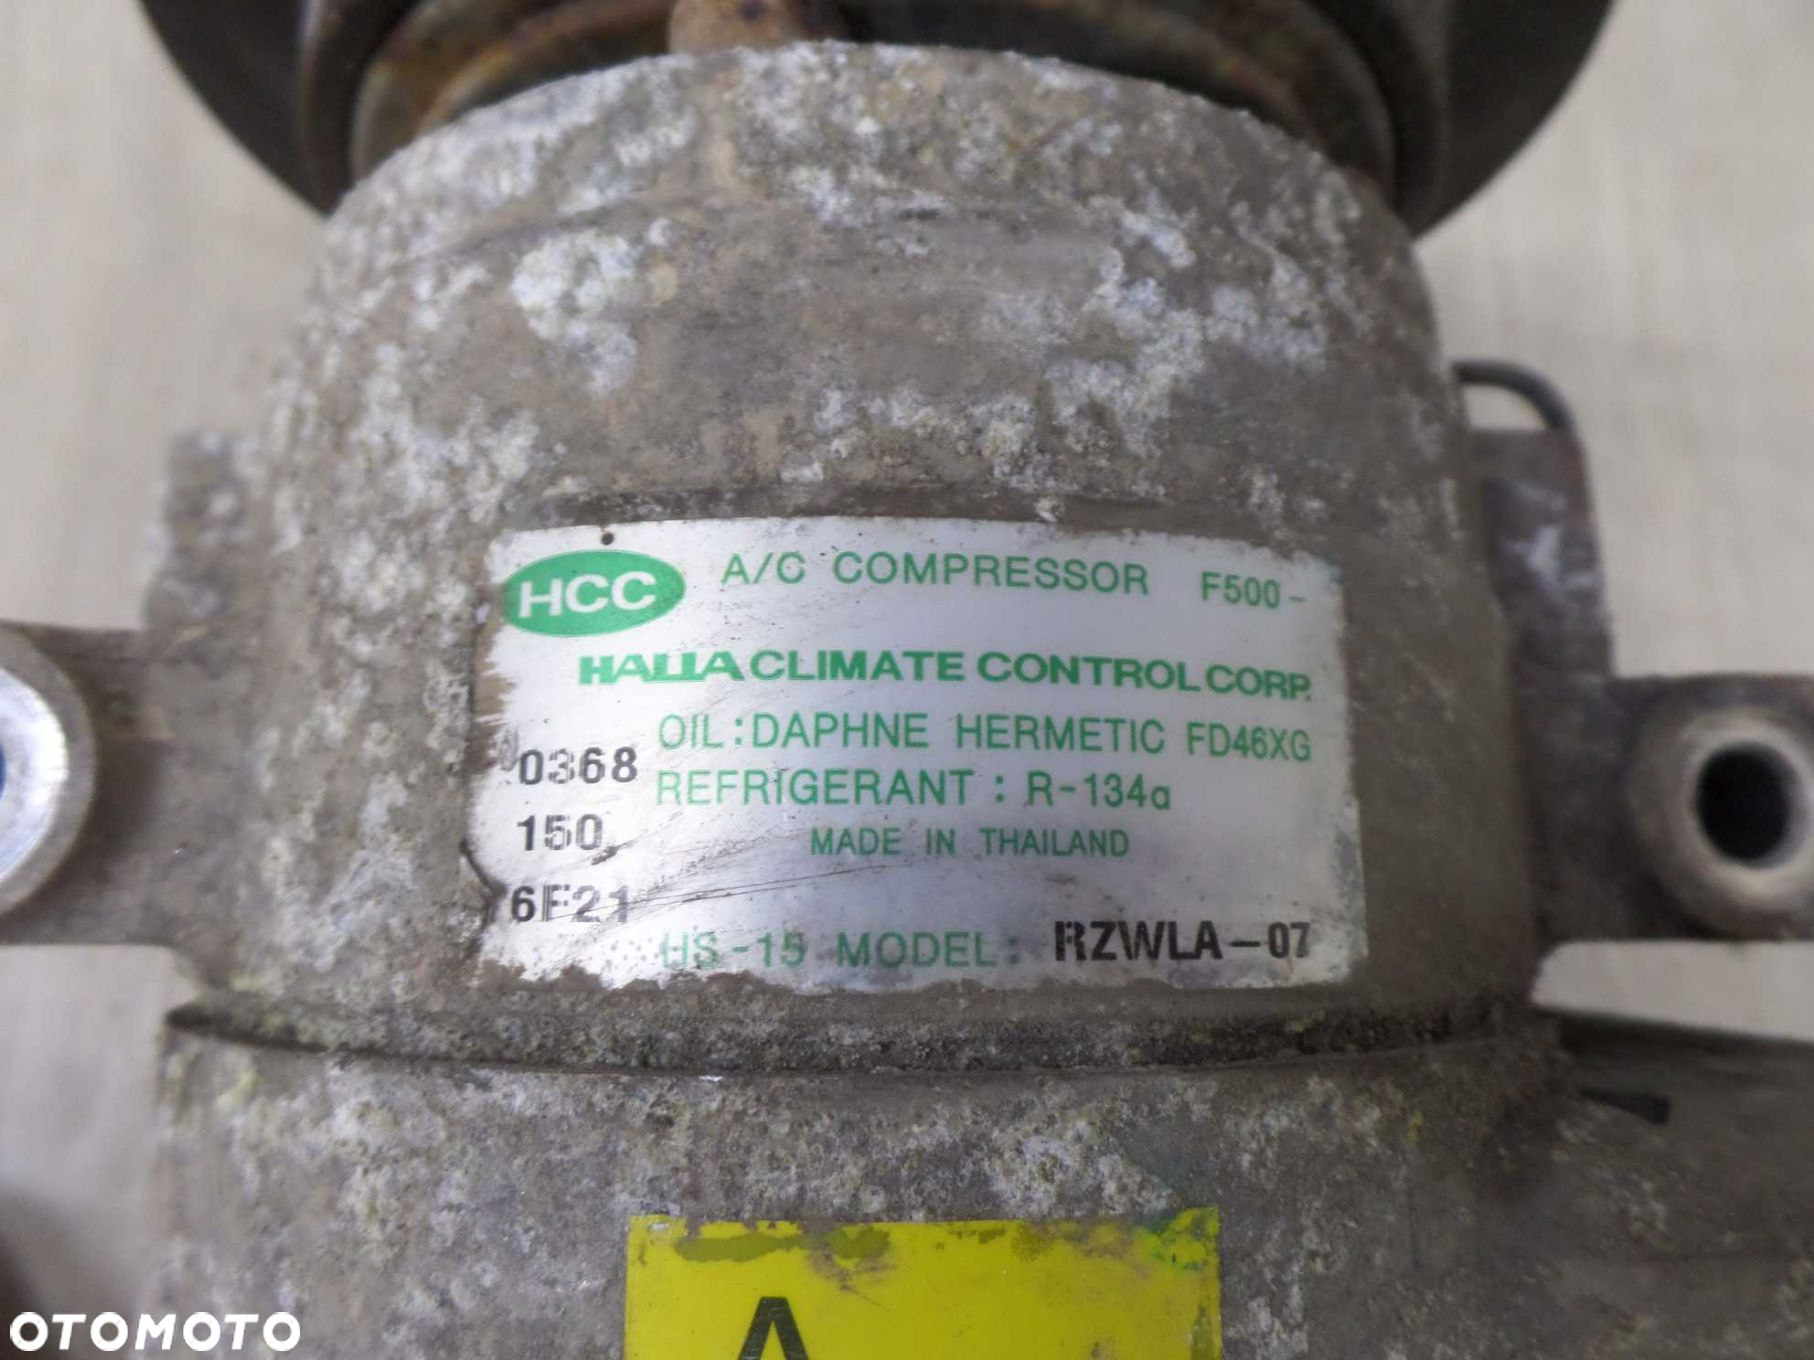 HCC A/C COMPRESSOR F500-
HALLA CLIMATE CONTROL CORP.
OIL:DAPHNE HERMETIC FD46XG
0368
REFRIGERANT : R-134a
150
MADE IN THAILAND
6F21
HS-15 MODEL: RZWLA-07
A
OTOMOTO